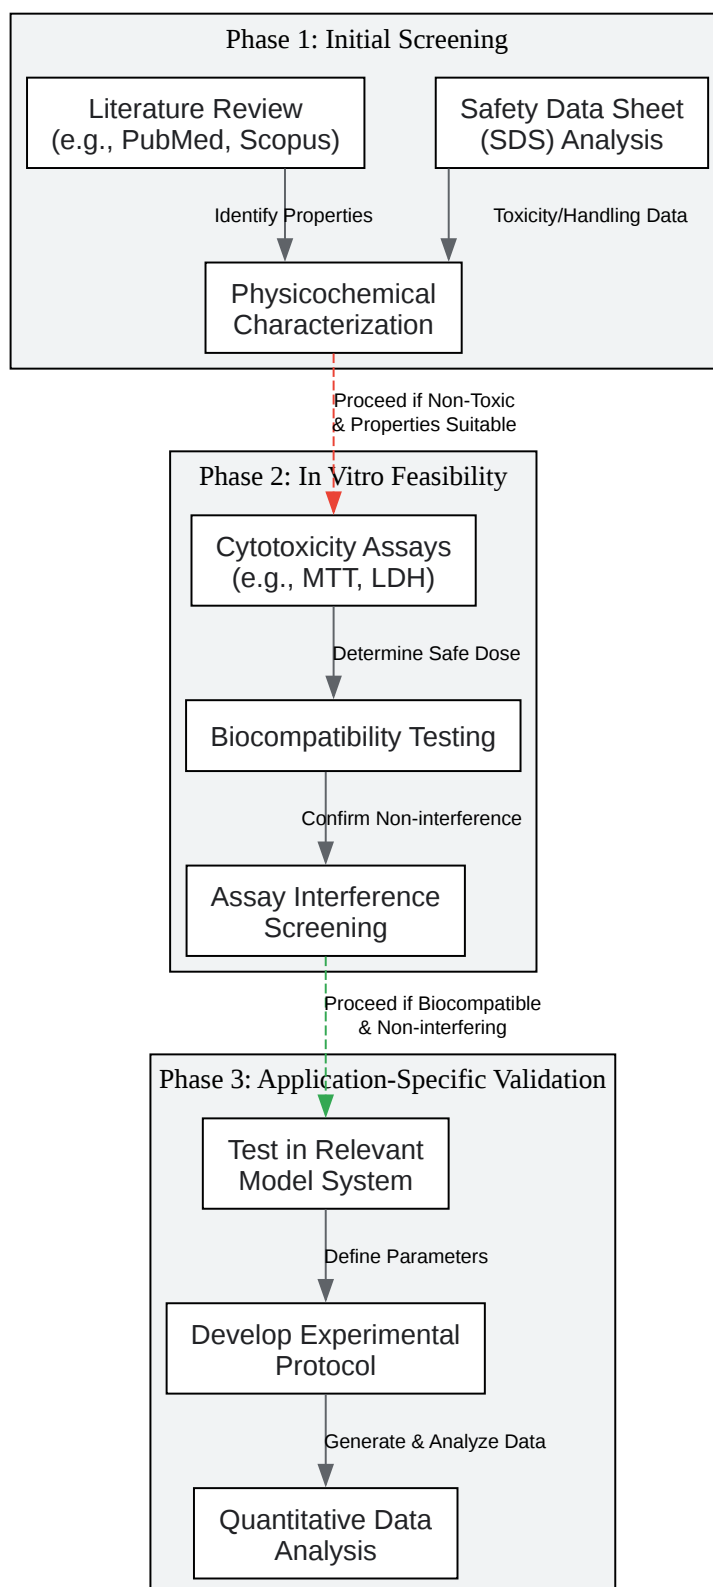 Phase 1: Initial Screening
Literature Review
(e.g., PubMed, Scopus)
Safety Data Sheet
(SDS) Analysis
Identify Properties
Toxicity/Handling Data
Physicochemical
Characterization
Proceed if Non-Toxic
& Properties Suitable
Phase 2: In Vitro Feasibility
Cytotoxicity Assays
(e.g., MTT, LDH)
Determine Safe Dose
Biocompatibility Testing
Confirm Non-interference
Assay Interference
Screening
Proceed if Biocompatible
& Non-interfering
Phase 3: Application-Specific Validation
Test in Relevant
Model System
Define Parameters
Develop Experimental
Protocol
Generate & Analyze Data
Quantitative Data
Analysis